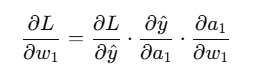 ∂L/∂w₁ = ∂L/∂ŷ · ∂ŷ/∂a₁ · ∂a₁/∂w₁